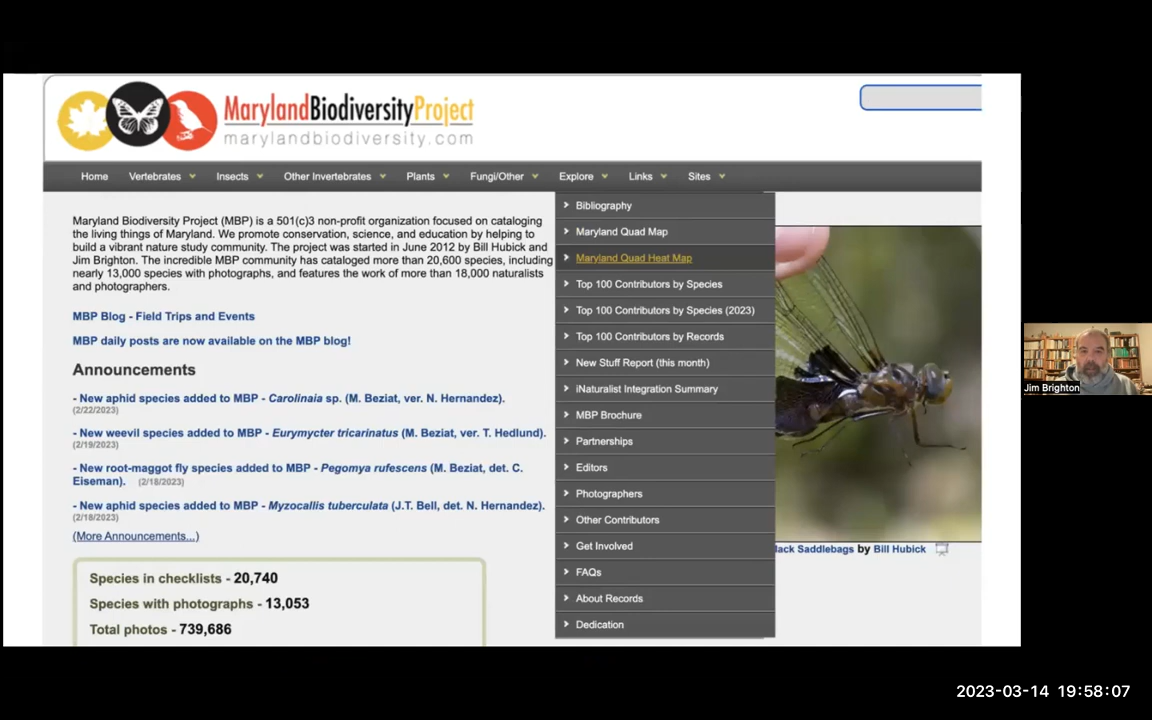 MarylandBiodiversityProject
marylandbiodiversity.com
Home Vertebrates Insects Other Invertebrates Plants Fungi/Other Explore Links Sites
Maryland Biodiversity Project (MBP) is a 501(c)3 non-profit organization focused on cataloging
the living things of Maryland. We promote conservation, science, and education by helping to
build a vibrant nature study community. The project was started in June 2012 by Bill Hubick and
Jim Brighton. The incredible MBP community has cataloged more than 20,600 species, including
nearly 13,000 species with photographs, and features the work of more than 18,000 naturalists
and photographers.
MBP Blog - Field Trips and Events
MBP daily posts are now available on the MBP blog!
Announcements
- New aphid species added to MBP - Carolinaia sp. (M. Beziat, ver. N. Hernandez).
(2/22/2023)
- New weevil species added to MBP - Eurymycter tricarinatus (M. Beziat, ver. T. Hedlund).
(2/19/2023)
- New root-maggot fly species added to MBP - Pegomya rufescens (M. Beziat, det. C.
Eiseman). (2/18/2023)
- New aphid species added to MBP - Myzocallis tuberculata (J.T. Bell, det. N. Hernandez).
(2/18/2023)
(More Announcements...)
Species in checklists - 20,740
Species with photographs - 13,053
Total photos - 739,686
Bibliography
Maryland Quad Map
Maryland Quad Heat Map
Top 100 Contributors by Species
Top 100 Contributors by Species (2023)
Top 100 Contributors by Records
New Stuff Report (this month)
iNaturalist Integration Summary
MBP Brochure
Partnerships
Editors
Photographers
Other Contributors
Get Involved
FAQs
About Records
Dedication
lack Saddlebags by Bill Hubick
Jim Brighton
2023-03-14 19:58:07